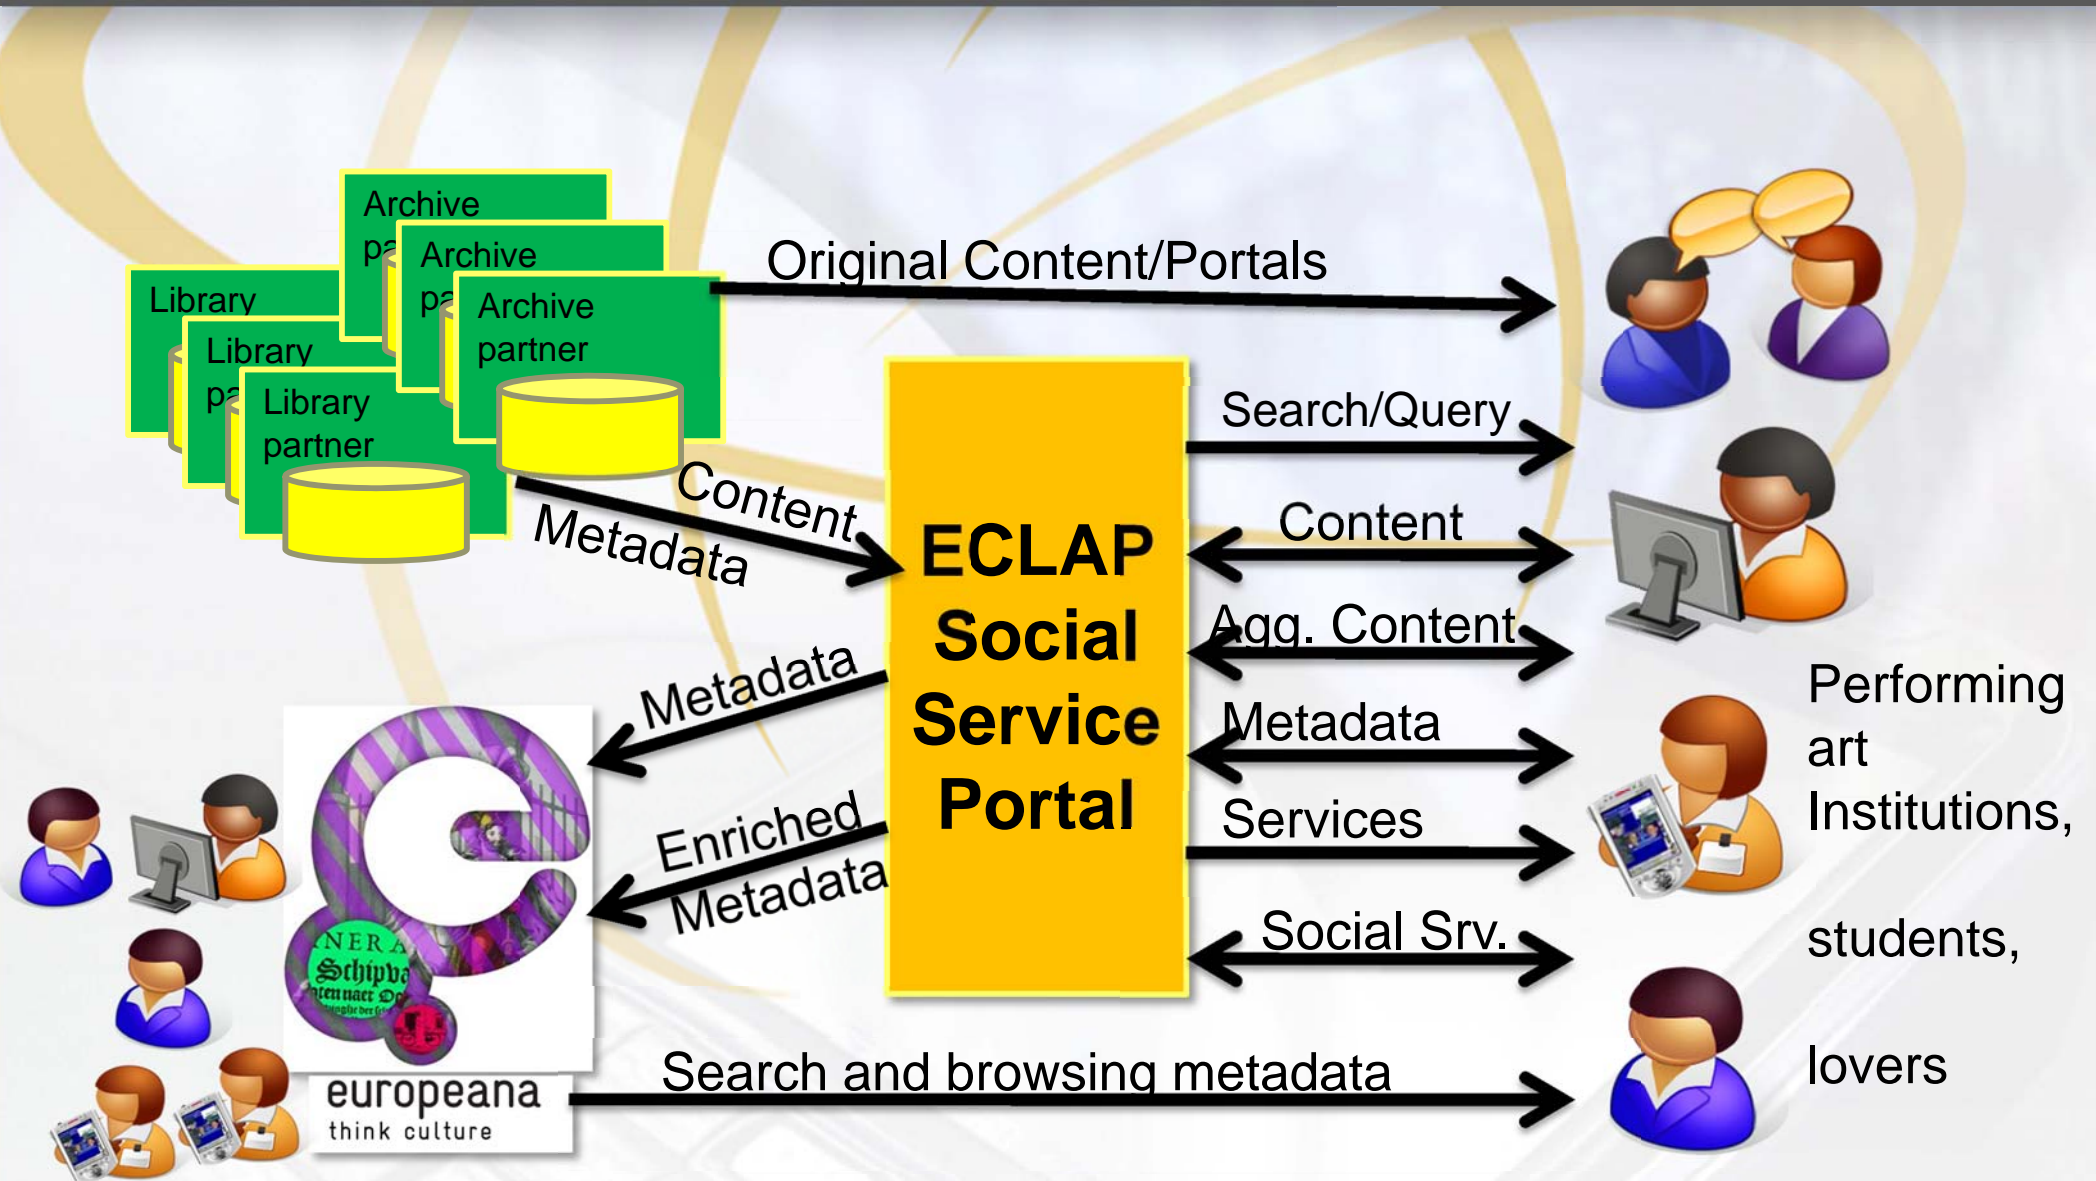 Archive
Archive
Archive
partner
Library
Library
Library
partner
Original Content/Portals
Search/Query
Content
Metadata
Content
Agg. Content
Metadata
Services
Social Srv.
ECLAP
Social
Service
Portal
Metadata
Enriched
Metadata
Performing
art
Institutions,
students,
lovers
Schipva
europeana
think culture
Search and browsing metadata